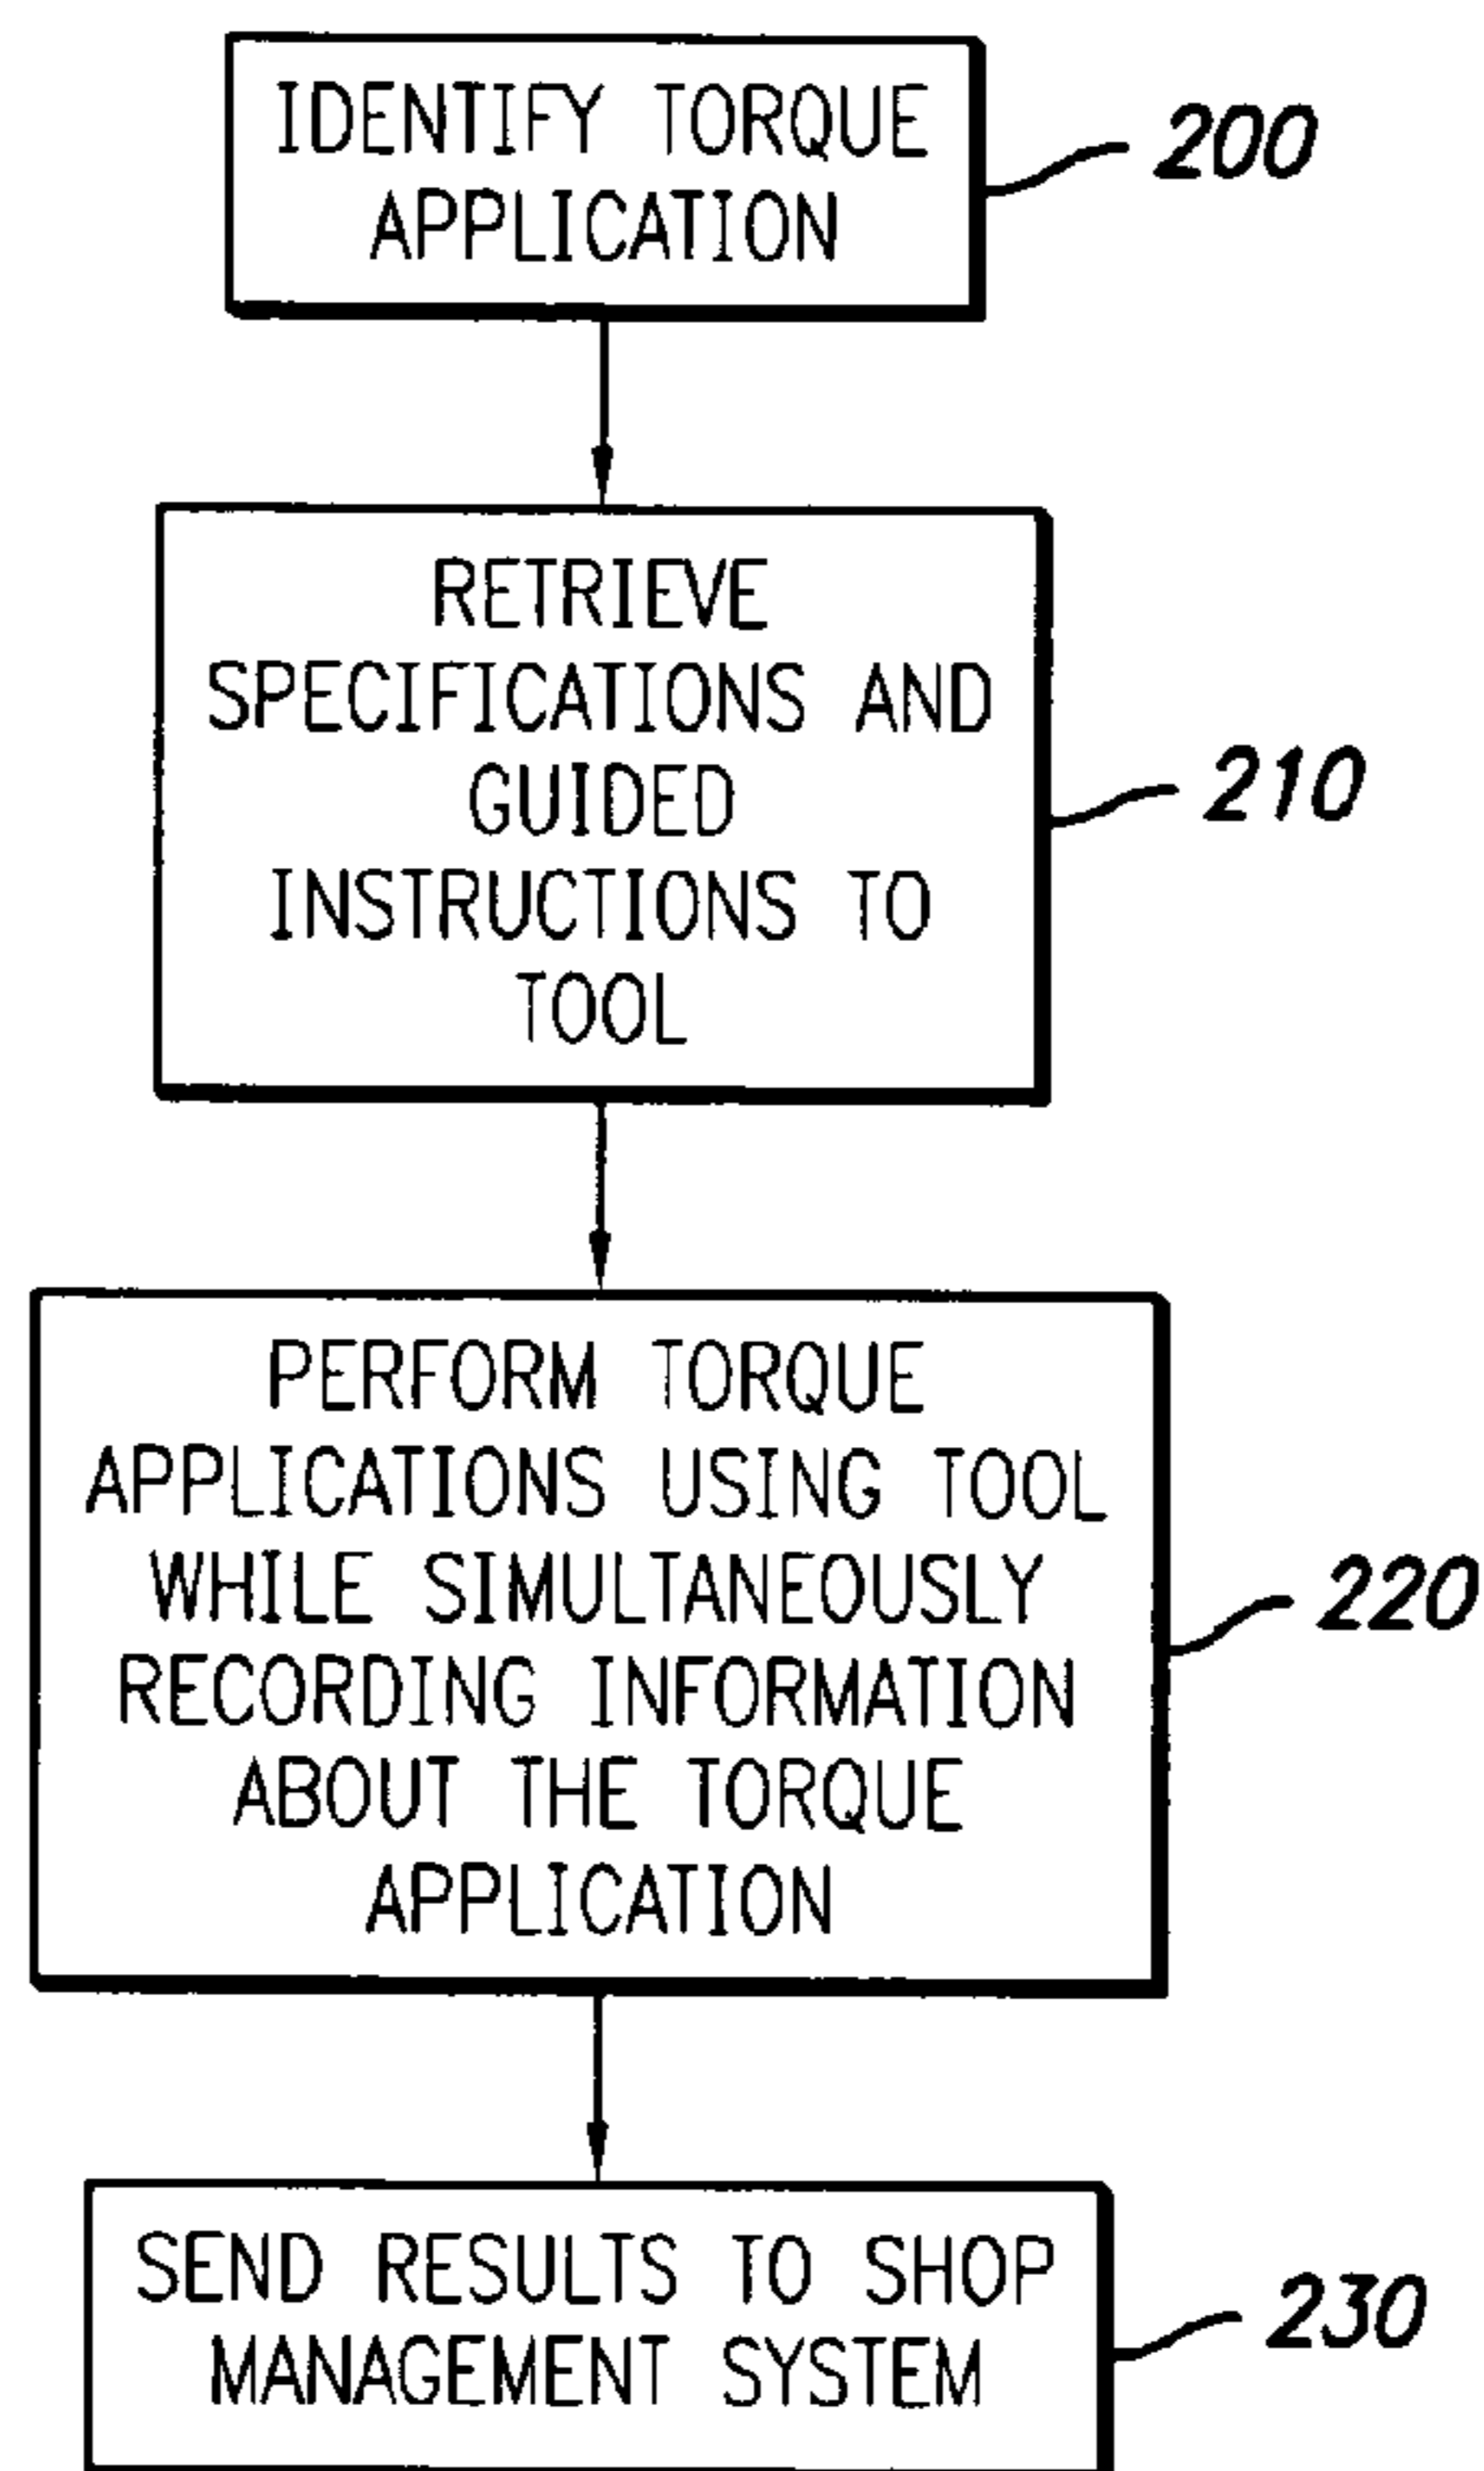 IDENTIFY TORQUE
APPLICATION
200
RETRIEVE
SPECIFICATIONS AND
GUIDED
INSTRUCTIONS TO
TOOL
210
PERFORM TORQUE
APPLICATIONS USING TOOL
WHILE SIMULTANEOUSLY
RECORDING INFORMATION
ABOUT THE TORQUE
APPLICATION
220
SEND RESULTS TO SHOP
MANAGEMENT SYSTEM
230